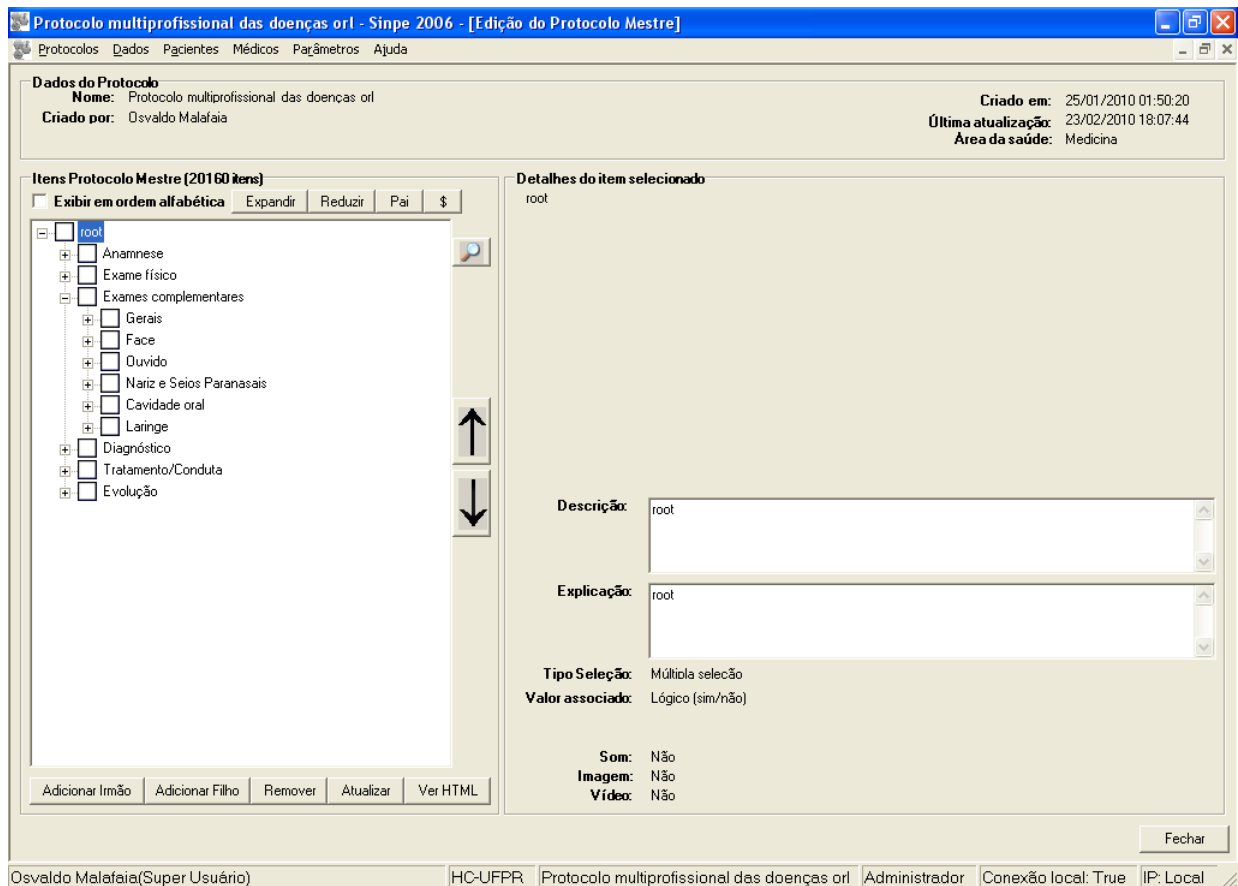 Protocolo multiprofissional das doenças orl - Sinpe 2006 - [Edição do Protocolo Mestre]
Protocolos Dados Pacientes Médicos Parâmetros Ajuda
Dados do Protocolo
Nome: Protocolo multiprofissional das doenças orl
Criado por: Osvaldo Malafaia
Criado em: 25/01/2010 01:50:20
Última atualização: 23/02/2010 18:07:44
Área da saúde: Medicina
Itens Protocolo Mestre (20160 itens)
Exibir em ordem alfabética Expandir Reduzir Pai $
root
Anamnese
Exame físico
Exames complementares
Gerais
Face
Ouvido
Nariz e Seios Paranasais
Cavidade oral
Laringe
Diagnóstico
Tratamento/Conduta
Evolução
Adicionar Irmão Adicionar Filho Remover Atualizar Ver HTML
Detalhes do item selecionado
root
Descrição: root
Explicação: root
Tipo Seleção: Múltipla seleção
Valor associado: Lógico (sim/não)
Som: Não
Imagem: Não
Vídeo: Não
Fechar
Osvaldo Malafaia(Super Usuário) HC-UFPR Protocolo multiprofissional das doenças orl Administrador Conexão local: True IP: Local